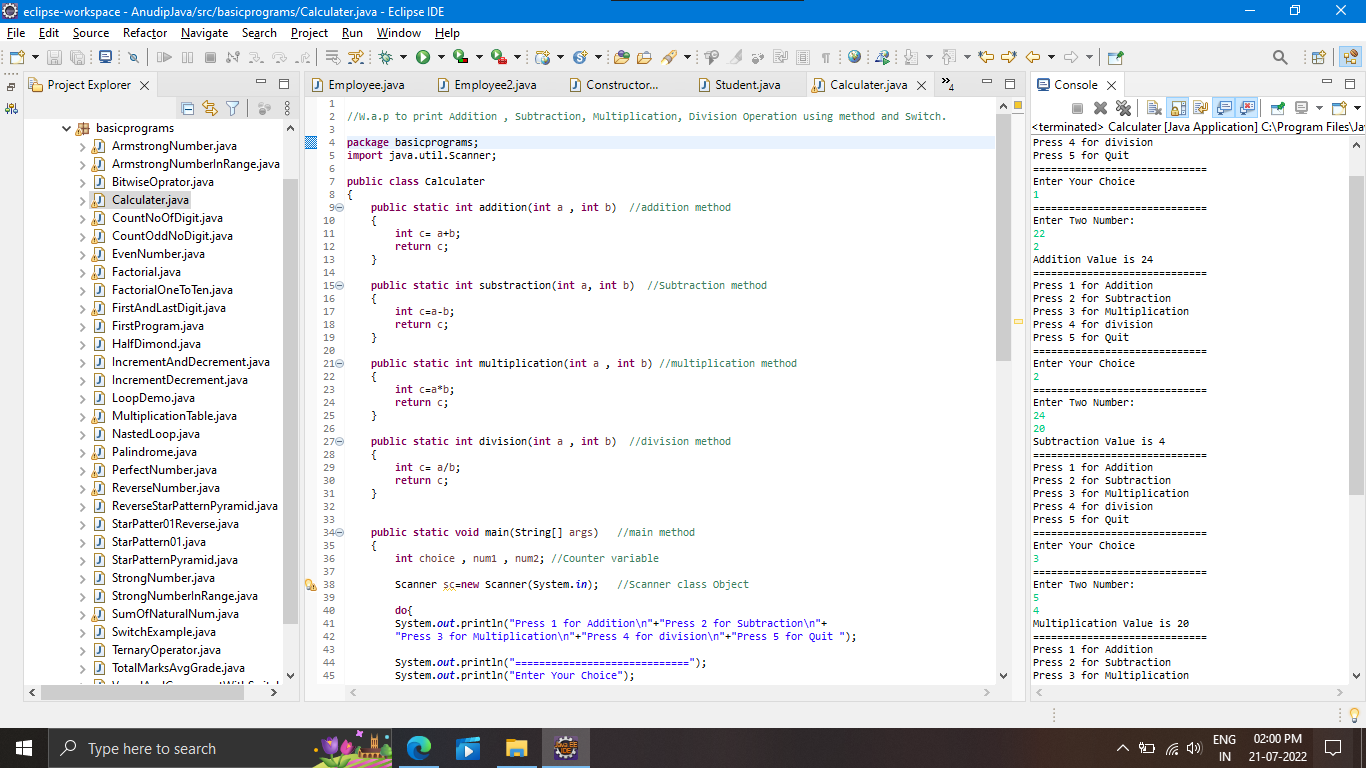 eclipse-workspace - AnudipJava/src/basicprograms/Calculater.java - Eclipse IDE
File Edit Source Refactor Navigate Search Project Run Window Help
Project Explorer
basicprograms
ArmstrongNumber.java
ArmstrongNumberInRange.java
BitwiseOprator.java
Calculater.java
CountNoOfDigit.java
CountOddNoDigit.java
EvenNumber.java
Factorial.java
FactorialOneToTen.java
FirstAndLastDigit.java
FirstProgram.java
HalfDimond.java
IncrementAndDecrement.java
IncrementDecrement.java
LoopDemo.java
MultiplicationTable.java
NastedLoop.java
Palindrome.java
PerfectNumber.java
ReverseNumber.java
ReverseStarPatternPyramid.java
StarPatter01Reverse.java
StarPattern01.java
StarPatternPyramid.java
StrongNumber.java
StrongNumberInRange.java
SumOfNaturalNum.java
SwitchExample.java
TernaryOperator.java
TotalMarksAvgGrade.java
Employee.java Employee2.java Constructor... Student.java Calculater.java »4
1
2 //W.a.p to print Addition , Subtraction, Multiplication, Division Operation using method and Switch.
3
4 package basicprograms;
5 import java.util.Scanner;
6
7 public class Calculater
8 {
9 public static int addition(int a , int b) //addition method
10 {
11 int c= a+b;
12 return c;
13 }
14
15 public static int substraction(int a, int b) //Subtraction method
16 {
17 int c=a-b;
18 return c;
19 }
20
21 public static int multiplication(int a , int b) //multiplication method
22 {
23 int c=a*b;
24 return c;
25 }
26
27 public static int division(int a , int b) //division method
28 {
29 int c= a/b;
30 return c;
31 }
32
33
34 public static void main(String[] args) //main method
35 {
36 int choice , num1 , num2; //Counter variable
37
38 Scanner sc=new Scanner(System.in); //Scanner class Object
39
40 do{
41 System.out.println("Press 1 for Addition\n"+"Press 2 for Subtraction\n"+
42 "Press 3 for Multiplication\n"+"Press 4 for division\n"+"Press 5 for Quit ");
43
44 System.out.println("=============================");
45 System.out.println("Enter Your Choice");
Console
<terminated> Calculater [Java Application] C:\Program Files\Ja
Press 4 for division
Press 5 for Quit
=============================
Enter Your Choice
1
=============================
Enter Two Number:
22
2
Addition Value is 24
=============================
Press 1 for Addition
Press 2 for Subtraction
Press 3 for Multiplication
Press 4 for division
Press 5 for Quit
=============================
Enter Your Choice
2
=============================
Enter Two Number:
24
20
Subtraction Value is 4
=============================
Press 1 for Addition
Press 2 for Subtraction
Press 3 for Multiplication
Press 4 for division
Press 5 for Quit
=============================
Enter Your Choice
3
=============================
Enter Two Number:
5
4
Multiplication Value is 20
=============================
Press 1 for Addition
Press 2 for Subtraction
Press 3 for Multiplication
Type here to search
ENG
IN
02:00 PM
21-07-2022